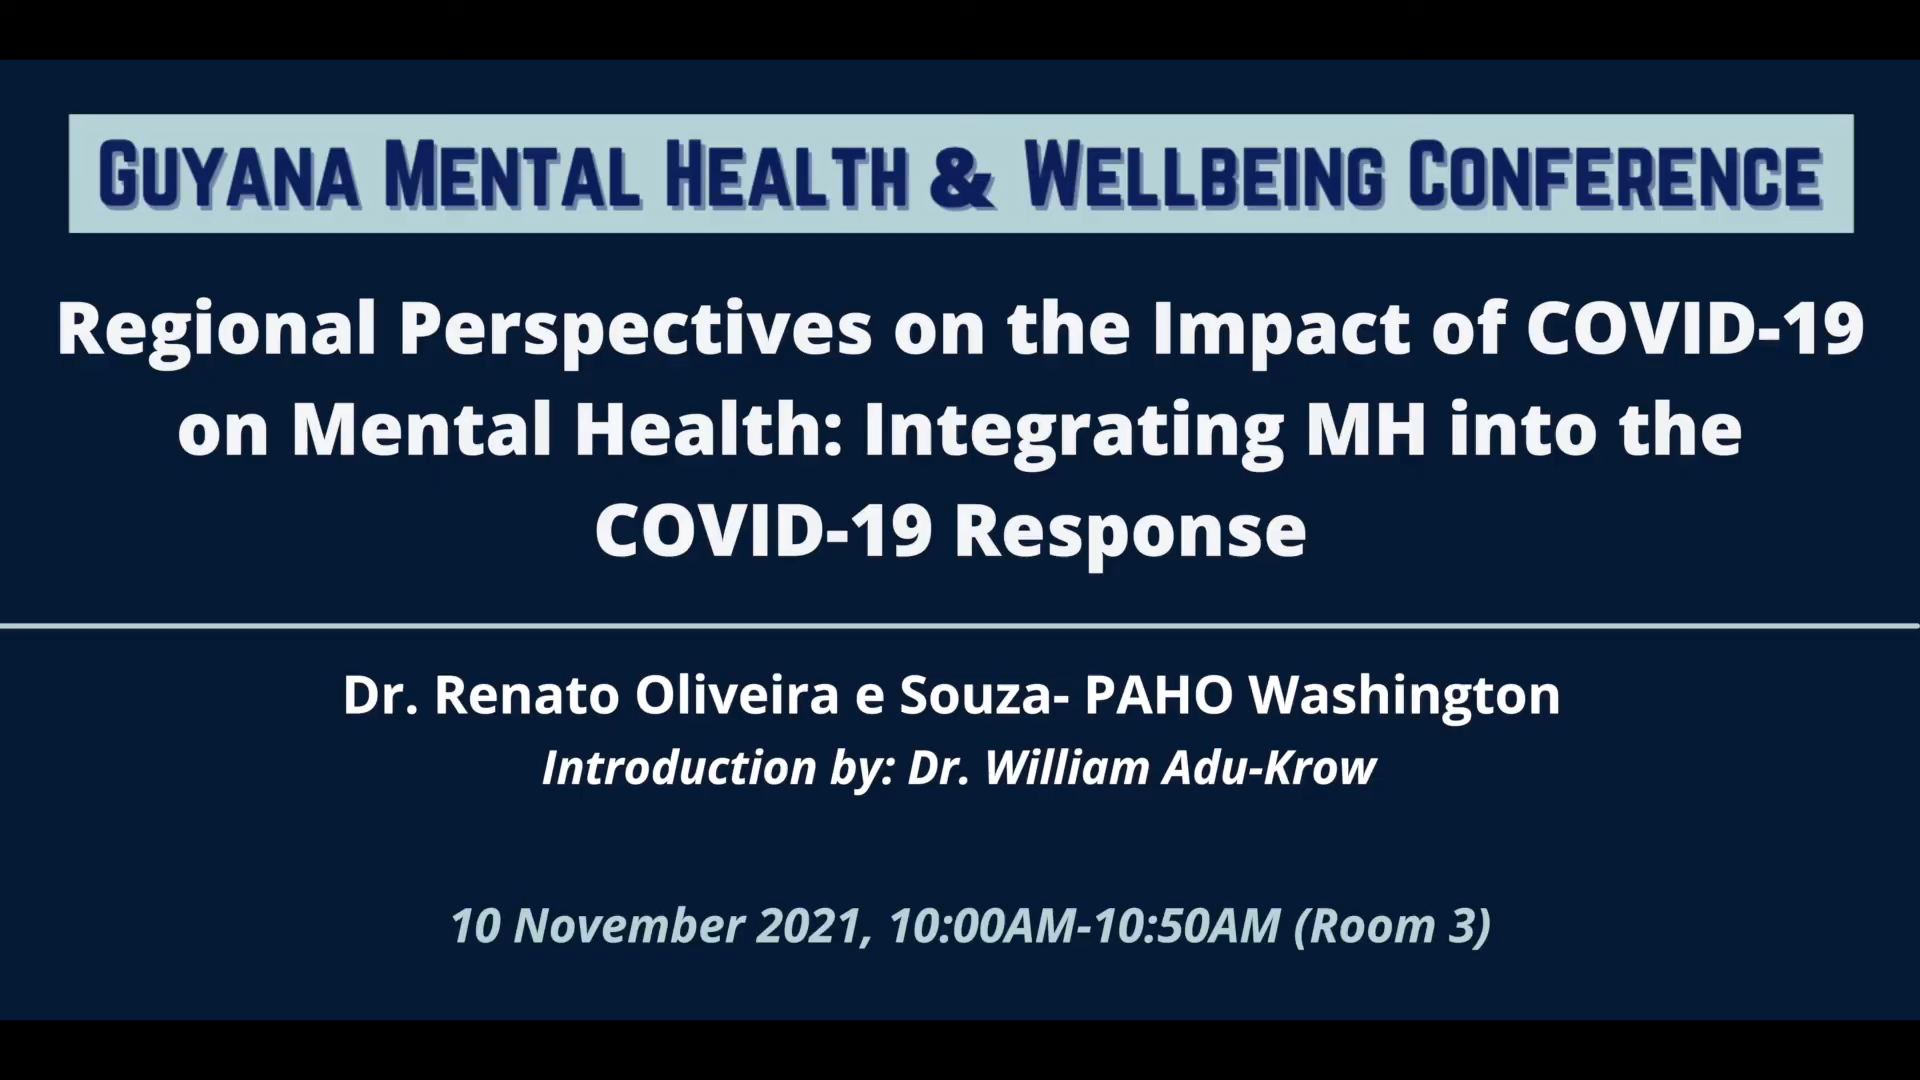 GUYANA MENTAL HEALTH & WELLBEING CONFERENCE
Regional Perspectives on the Impact of COVID-19
on Mental Health: Integrating MH into the
COVID-19 Response
Dr. Renato Oliveira e Souza- PAHO Washington
Introduction by: Dr. William Adu-Krow
10 November 2021, 10:00AM-10:50AM (Room 3)